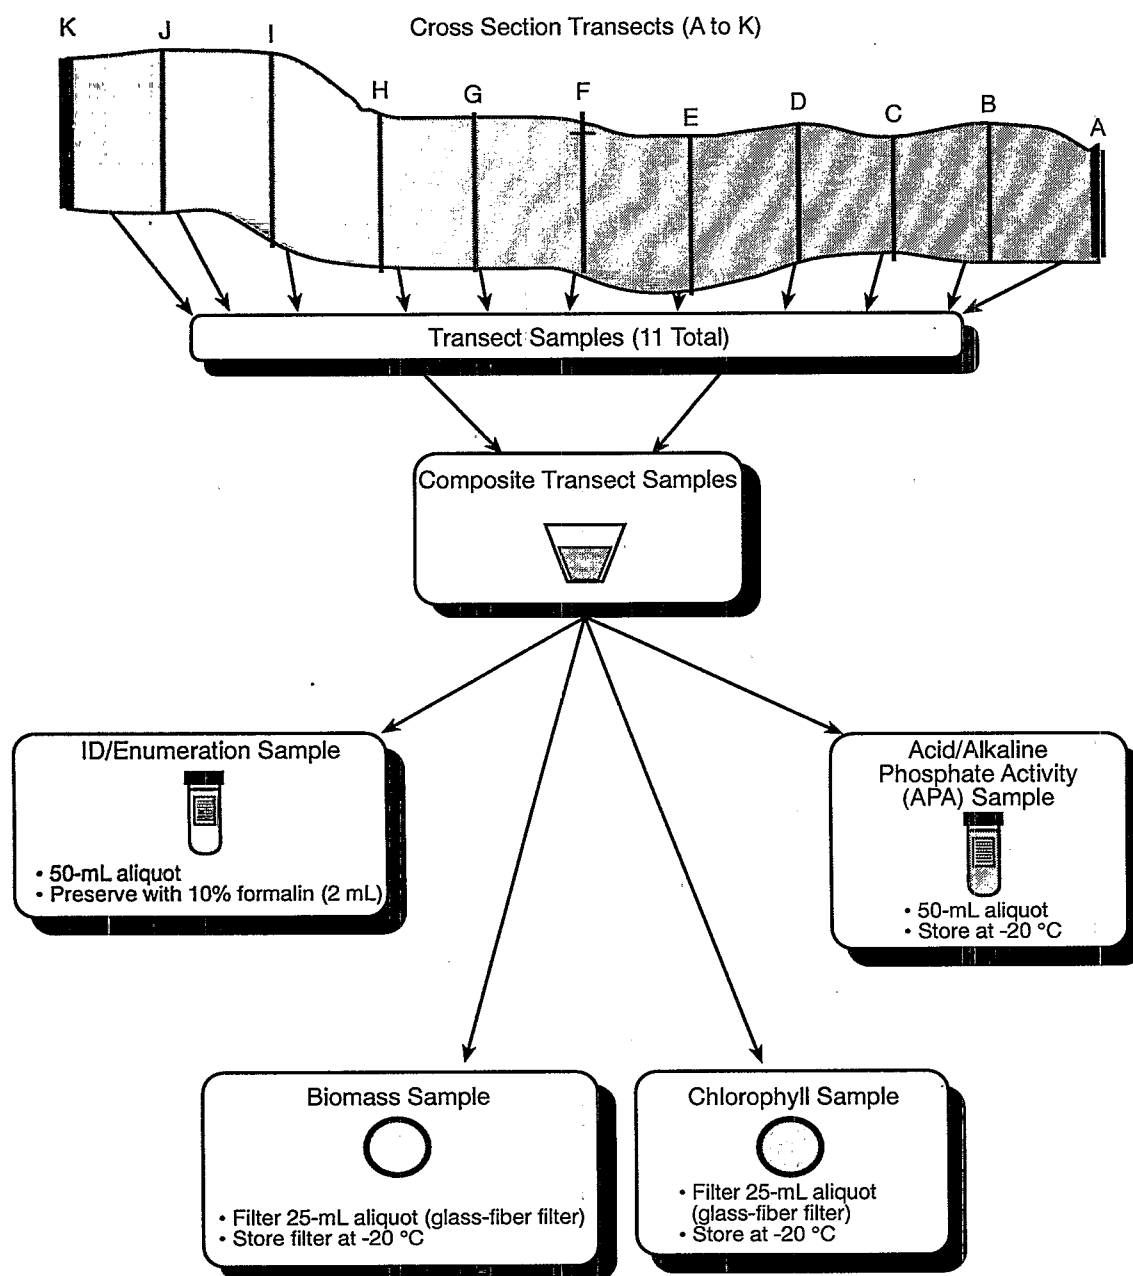 Cross Section Transects (A to K)
K
J
I
H
G
F
E
D
C
B
A
Transect Samples (11 Total)
Composite Transect Samples
ID/Enumeration Sample
• 50-mL aliquot
• Preserve with 10% formalin (2 mL)
Acid/Alkaline
Phosphate Activity
(APA) Sample
• 50-mL aliquot
• Store at -20 °C
Biomass Sample
• Filter 25-mL aliquot (glass-fiber filter)
• Store filter at -20 °C
Chlorophyll Sample
• Filter 25-mL aliquot
(glass-fiber filter)
• Store at -20 °C